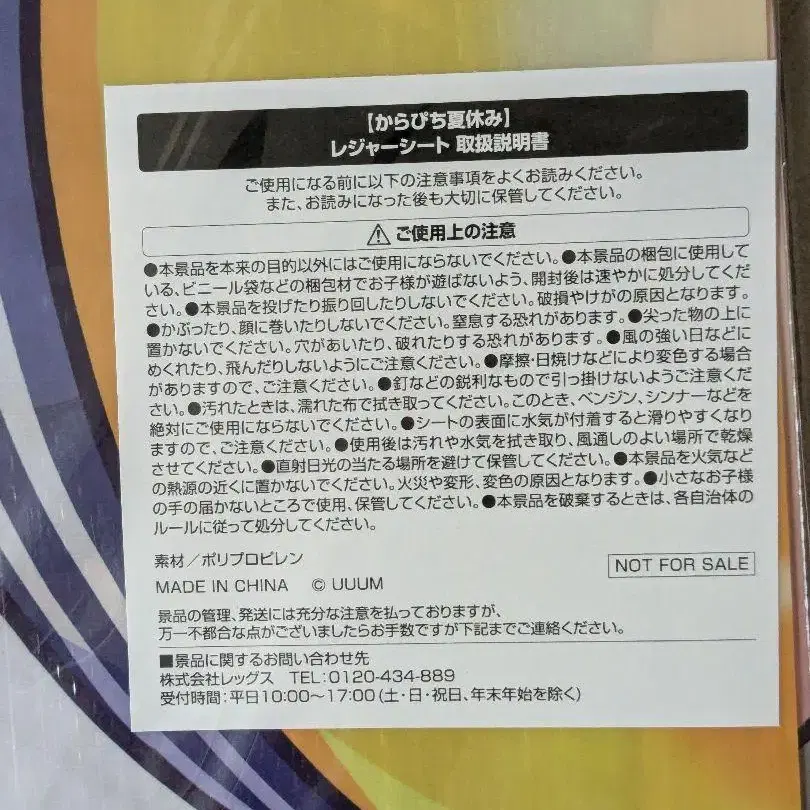 【からぴち夏休み】
レジャーシート 取扱説明書
ご使用になる前に以下の注意事項をよくお読みください。
また、お読みになった後も大切に保管してください。
ご使用上の注意
●本景品を本来の目的以外にはご使用にならないでください。●本景品の梱包に使用して
いる、ビニール袋などの梱包材でお子様が遊ばないよう、開封後は速やかに処分してくだ
さい。●本景品を投げたり振り回したりしないでください。破損やけがの原因となります。
●かぶったり、顔に巻いたりしないでください。窒息する恐れがあります。●尖った物の上に
置かないでください。穴があいたり、破れたりする恐れがあります。●風の強い日などに
めくれたり、飛んだりしないようにご注意ください。●摩擦・日焼けなどにより変色する場合
がありますので、ご注意ください。●釘などの鋭利なもので引っ掛けないようご注意くだ
さい。●汚れたときは、濡れた布で拭き取ってください。このとき、ベンジン、シンナーなどを
絶対にご使用にならないでください。●シートの表面に水気が付着すると滑りやすくなり
ますので、ご注意ください。●使用後は汚れや水気を拭き取り、風通しのよい場所で乾燥
させてください。●直射日光の当たる場所を避けて保管してください。●本景品を火気など
の熱源の近くに置かないでください。火災や変形、変色の原因となります。●小さなお子様
の手の届かないところで使用、保管してください。●本景品を破棄するときは、各自治体の
ルールに従って処分してください。
素材/ポリプロピレン
NOT FOR SALE
MADE IN CHINA © UUUM
景品の管理、発送には充分な注意を払っておりますが、
万一不都合な点がございましたらお手数ですが下記までご連絡ください。
■景品に関するお問い合わせ先
株式会社レッグス TEL:0120-434-889
受付時間:平日10:00〜17:00(土・日・祝日、年末年始を除く)